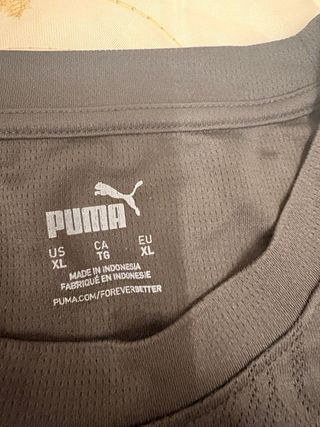 PUMA
US CA EU
XL TG XL
MADE IN INDONESIA
FABRIQUÉ EN INDONÉSIE
PUMA.COM/FOREVERBETTER